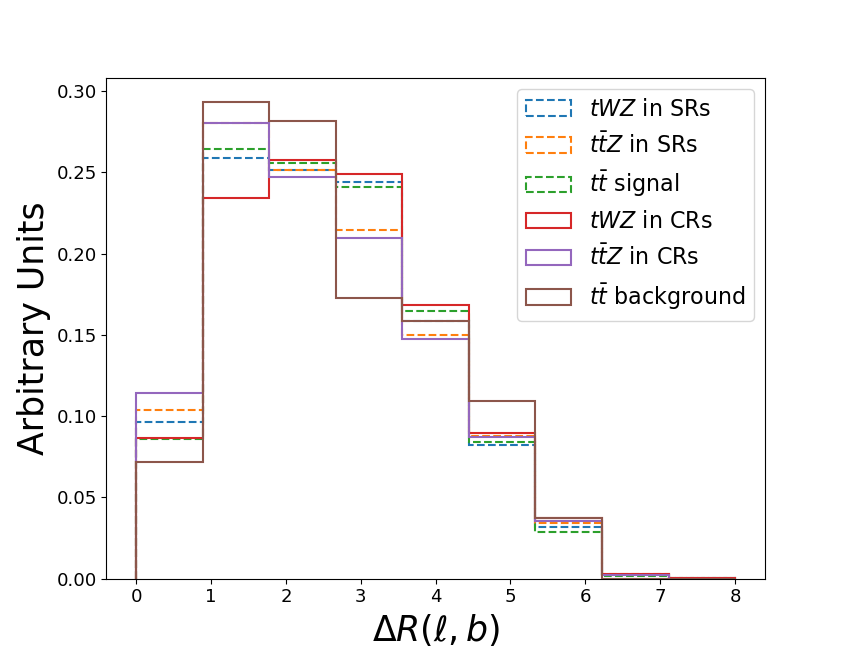 0.30
0.25
0.20
0.15
0.10
0.05
0.00
0 1 2 3 4 5 6 7 8
Arbitrary Units
ΔR(ℓ, b)
tWZ in SRs
tt̄Z in SRs
tt̄ signal
tWZ in CRs
tt̄Z in CRs
tt̄ background